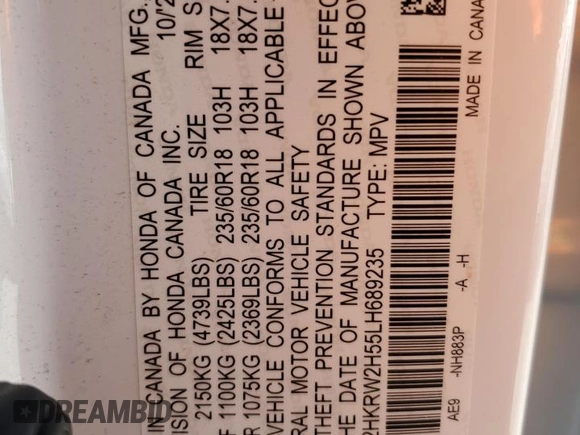 IN CANADA BY HONDA OF CANADA MFG.
ISION OF HONDA CANADA INC. 10/'2
TIRE SIZE RIM S
2150KG (4739LBS)
F 1100KG (2425LBS) 235/60R18 103H 18X7.
R 1075KG (2369LBS) 235/60R18 103H 18X7.
VEHICLE CONFORMS TO ALL APPLICABLE
RAL MOTOR VEHICLE SAFETY
THEFT PREVENTION STANDARDS IN EFFEC
THE DATE OF MANUFACTURE SHOWN ABOV
2HKRW2H55LH689235 TYPE: MPV
AE9 -NH883P -A -H
MADE IN CANA
DREAMBID